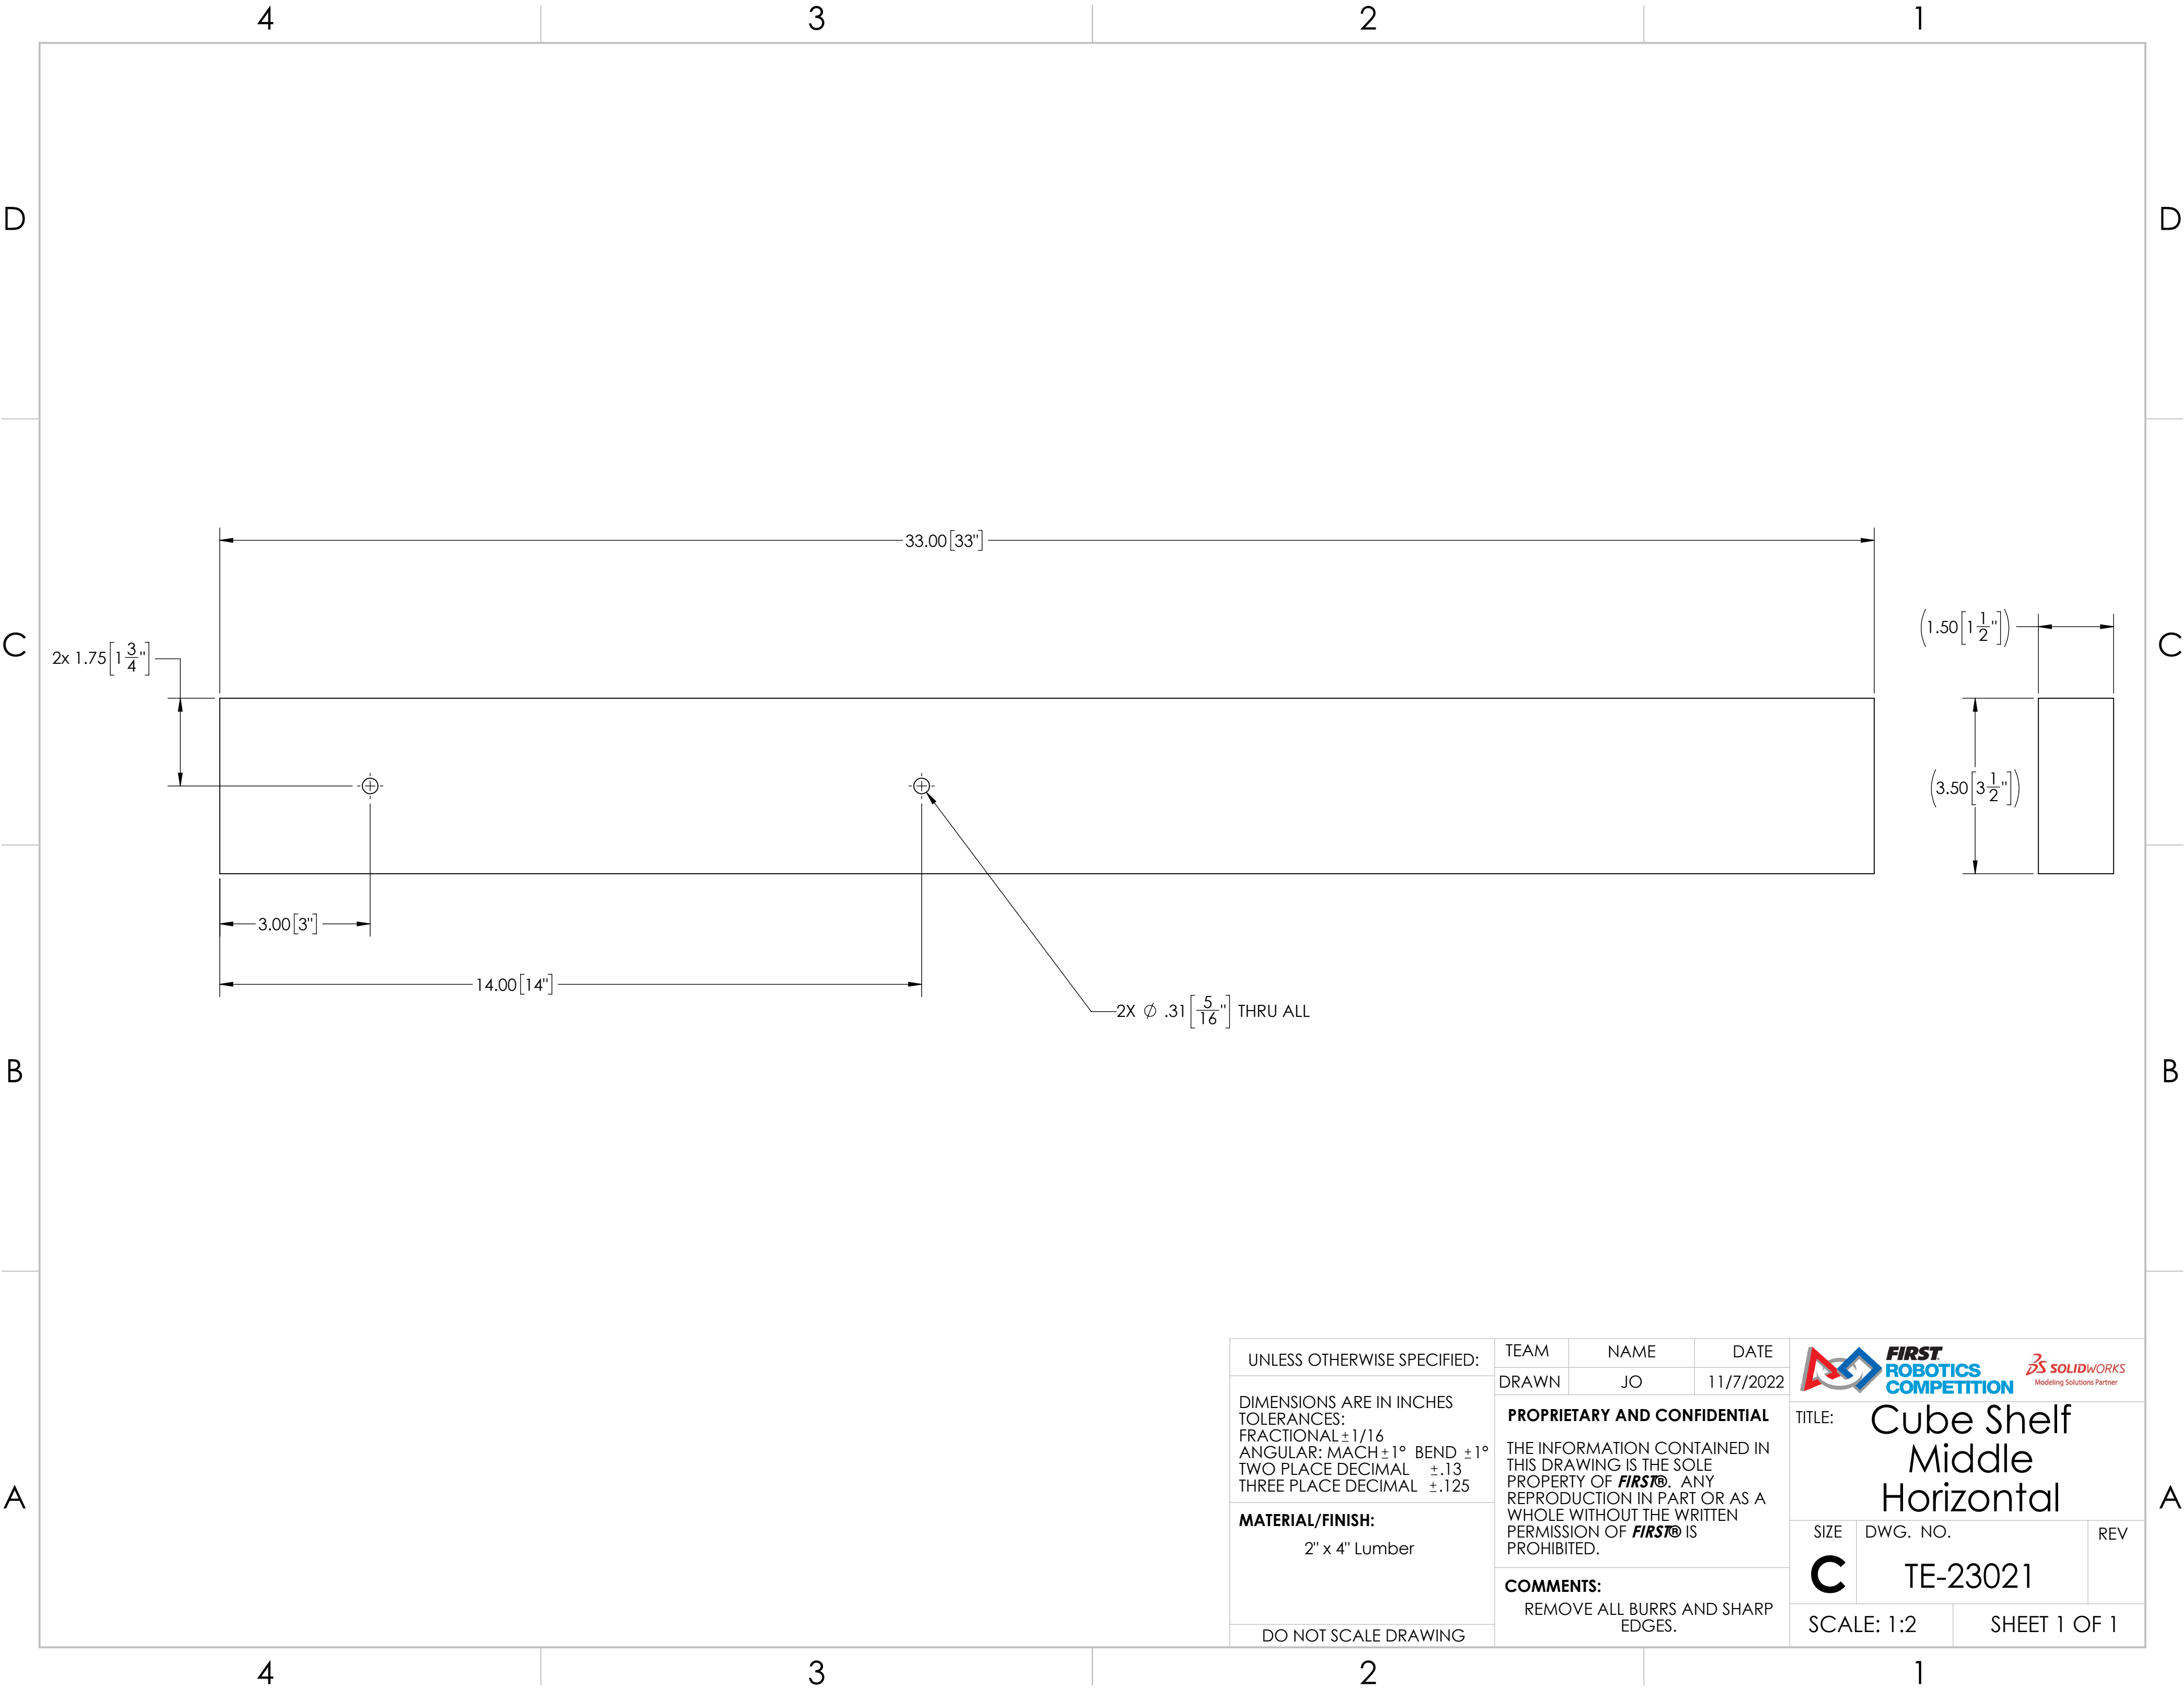 4 3 2 1
D D
33.00[33"]
(1.50[1 1/2"])
C C
2x 1.75[1 3/4"]
(3.50[3 1/2"])
3.00[3"]
14.00[14"]
2X Ø .31[5/16"] THRU ALL
B B
UNLESS OTHERWISE SPECIFIED:
DIMENSIONS ARE IN INCHES
TOLERANCES:
FRACTIONAL ±1/16
ANGULAR: MACH ±1° BEND ±1°
TWO PLACE DECIMAL ±.13
THREE PLACE DECIMAL ±.125
MATERIAL/FINISH:
2" x 4" Lumber
DO NOT SCALE DRAWING
TEAM NAME DATE
DRAWN JO 11/7/2022
PROPRIETARY AND CONFIDENTIAL
THE INFORMATION CONTAINED IN
THIS DRAWING IS THE SOLE
PROPERTY OF FIRST®. ANY
REPRODUCTION IN PART OR AS A
WHOLE WITHOUT THE WRITTEN
PERMISSION OF FIRST® IS
PROHIBITED.
COMMENTS:
REMOVE ALL BURRS AND SHARP
EDGES.
FIRST
ROBOTICS
COMPETITION
3DS SOLIDWORKS
Modeling Solutions Partner
TITLE:
Cube Shelf
Middle
Horizontal
SIZE DWG. NO. REV
C TE-23021
SCALE: 1:2 SHEET 1 OF 1
A A
4 3 2 1